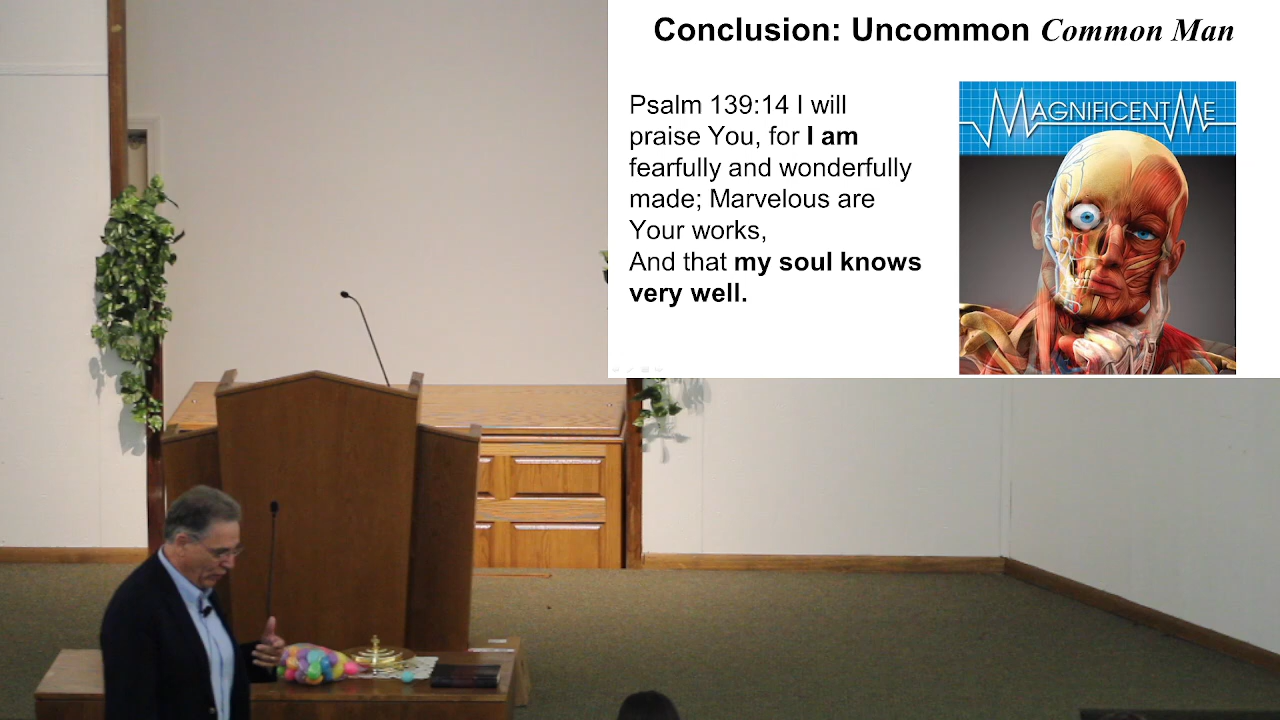 Conclusion: Uncommon Common Man
Psalm 139:14 I will
praise You, for I am
fearfully and wonderfully
made; Marvelous are
Your works,
And that my soul knows
very well.
MAGNIFICENT ME